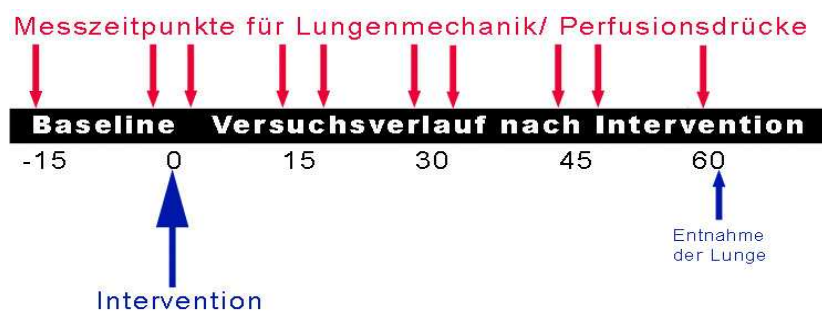 Messzeitpunkte für Lungenmechanik/ Perfusionsdrücke
Baseline Versuchsverlauf nach Intervention
-15 0 15 30 45 60
Entnahme
der Lunge
Intervention